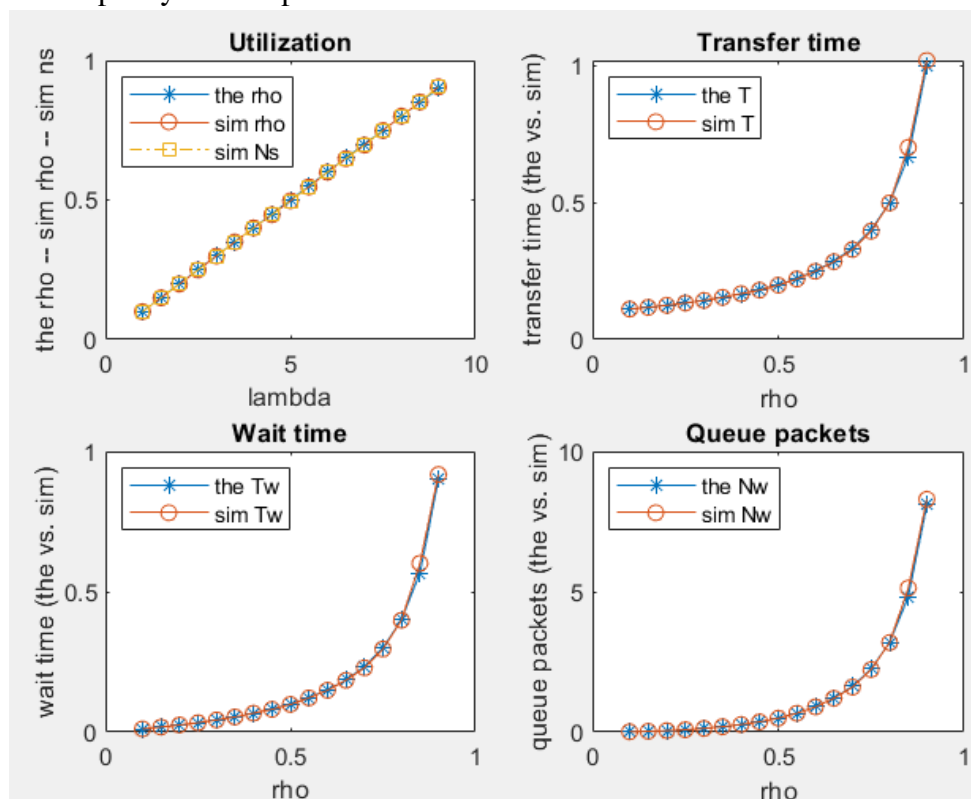 Utilization
the rho -- sim rho -- sim ns
1
0.5
0
the rho
sim rho
sim Ns
0
5
10
lambda
Transfer time
transfer time (the vs. sim)
1
0.5
0
the T
sim T
0
0.5
1
rho
Wait time
wait time (the vs. sim)
1
0.5
0
the Tw
sim Tw
0
0.5
1
rho
Queue packets
queue packets (the vs. sim)
10
5
0
the Nw
sim Nw
0
0.5
1
rho